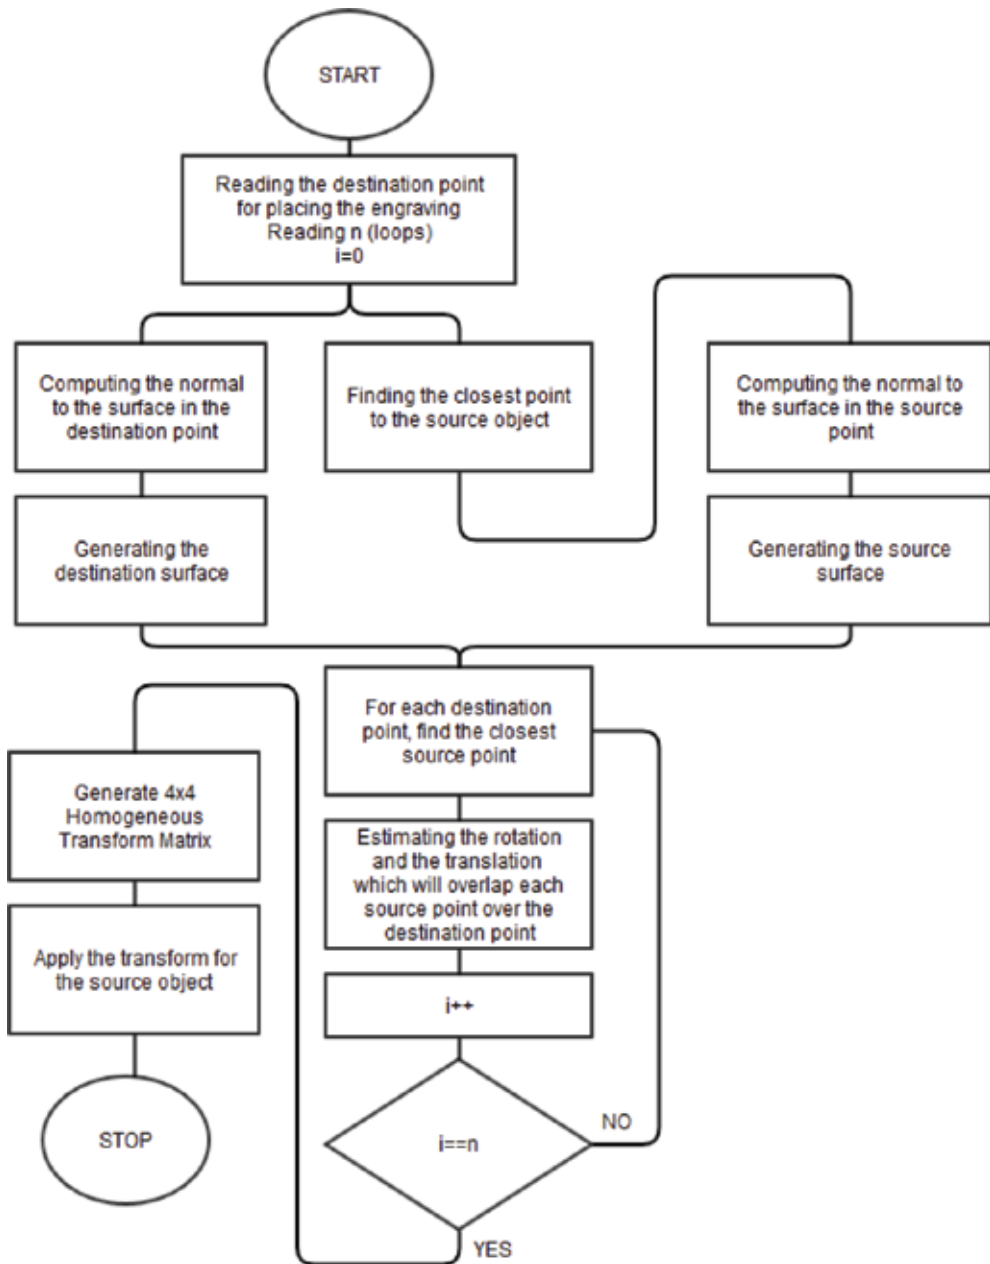 START
Reading the destination point
for placing the engraving
Reading n (loops)
i=0
Computing the normal
to the surface in the
destination point
Finding the closest point
to the source object
Computing the normal to
the surface in the source
point
Generating the
destination surface
Generating the source
surface
For each destination
point, find the closest
source point
Estimating the rotation
and the translation
which will overlap each
source point over the
destination point
i++
i==n
NO
YES
Generate 4x4
Homogeneous
Transform Matrix
Apply the transform for
the source object
STOP